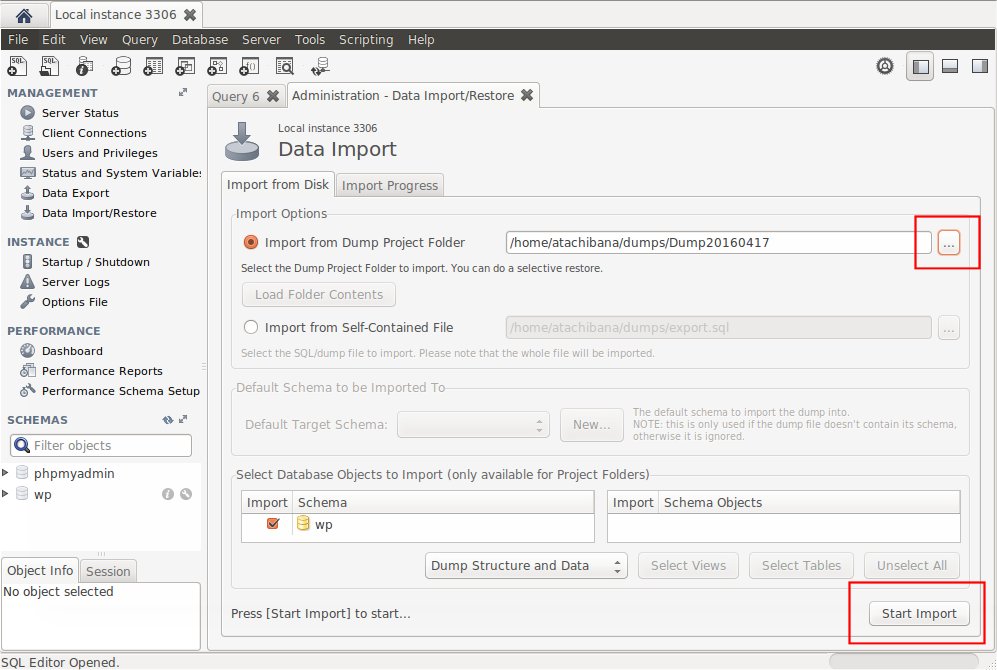 Local instance 3306
File Edit View Query Database Server Tools Scripting Help
MANAGEMENT
Server Status
Client Connections
Users and Privileges
Status and System Variables
Data Export
Data Import/Restore
INSTANCE
Startup / Shutdown
Server Logs
Options File
PERFORMANCE
Dashboard
Performance Reports
Performance Schema Setup
SCHEMAS
Filter objects
phpmyadmin
wp
Object Info Session
No object selected
Query 6 Administration - Data Import/Restore
Local instance 3306
Data Import
Import from Disk Import Progress
Import Options
Import from Dump Project Folder /home/atachibana/dumps/Dump20160417 ...
Select the Dump Project Folder to import. You can do a selective restore.
Load Folder Contents
Import from Self-Contained File /home/atachibana/dumps/export.sql ...
Select the SQL/dump file to import. Please note that the whole file will be imported.
Default Schema to be Imported To
Default Target Schema: New...
The default schema to import the dump into.
NOTE: this is only used if the dump file doesn't contain its schema,
otherwise it is ignored.
Select Database Objects to Import (only available for Project Folders)
Import Schema Import Schema Objects
wp
Dump Structure and Data Select Views Select Tables Unselect All
Press [Start Import] to start... Start Import
SQL Editor Opened.